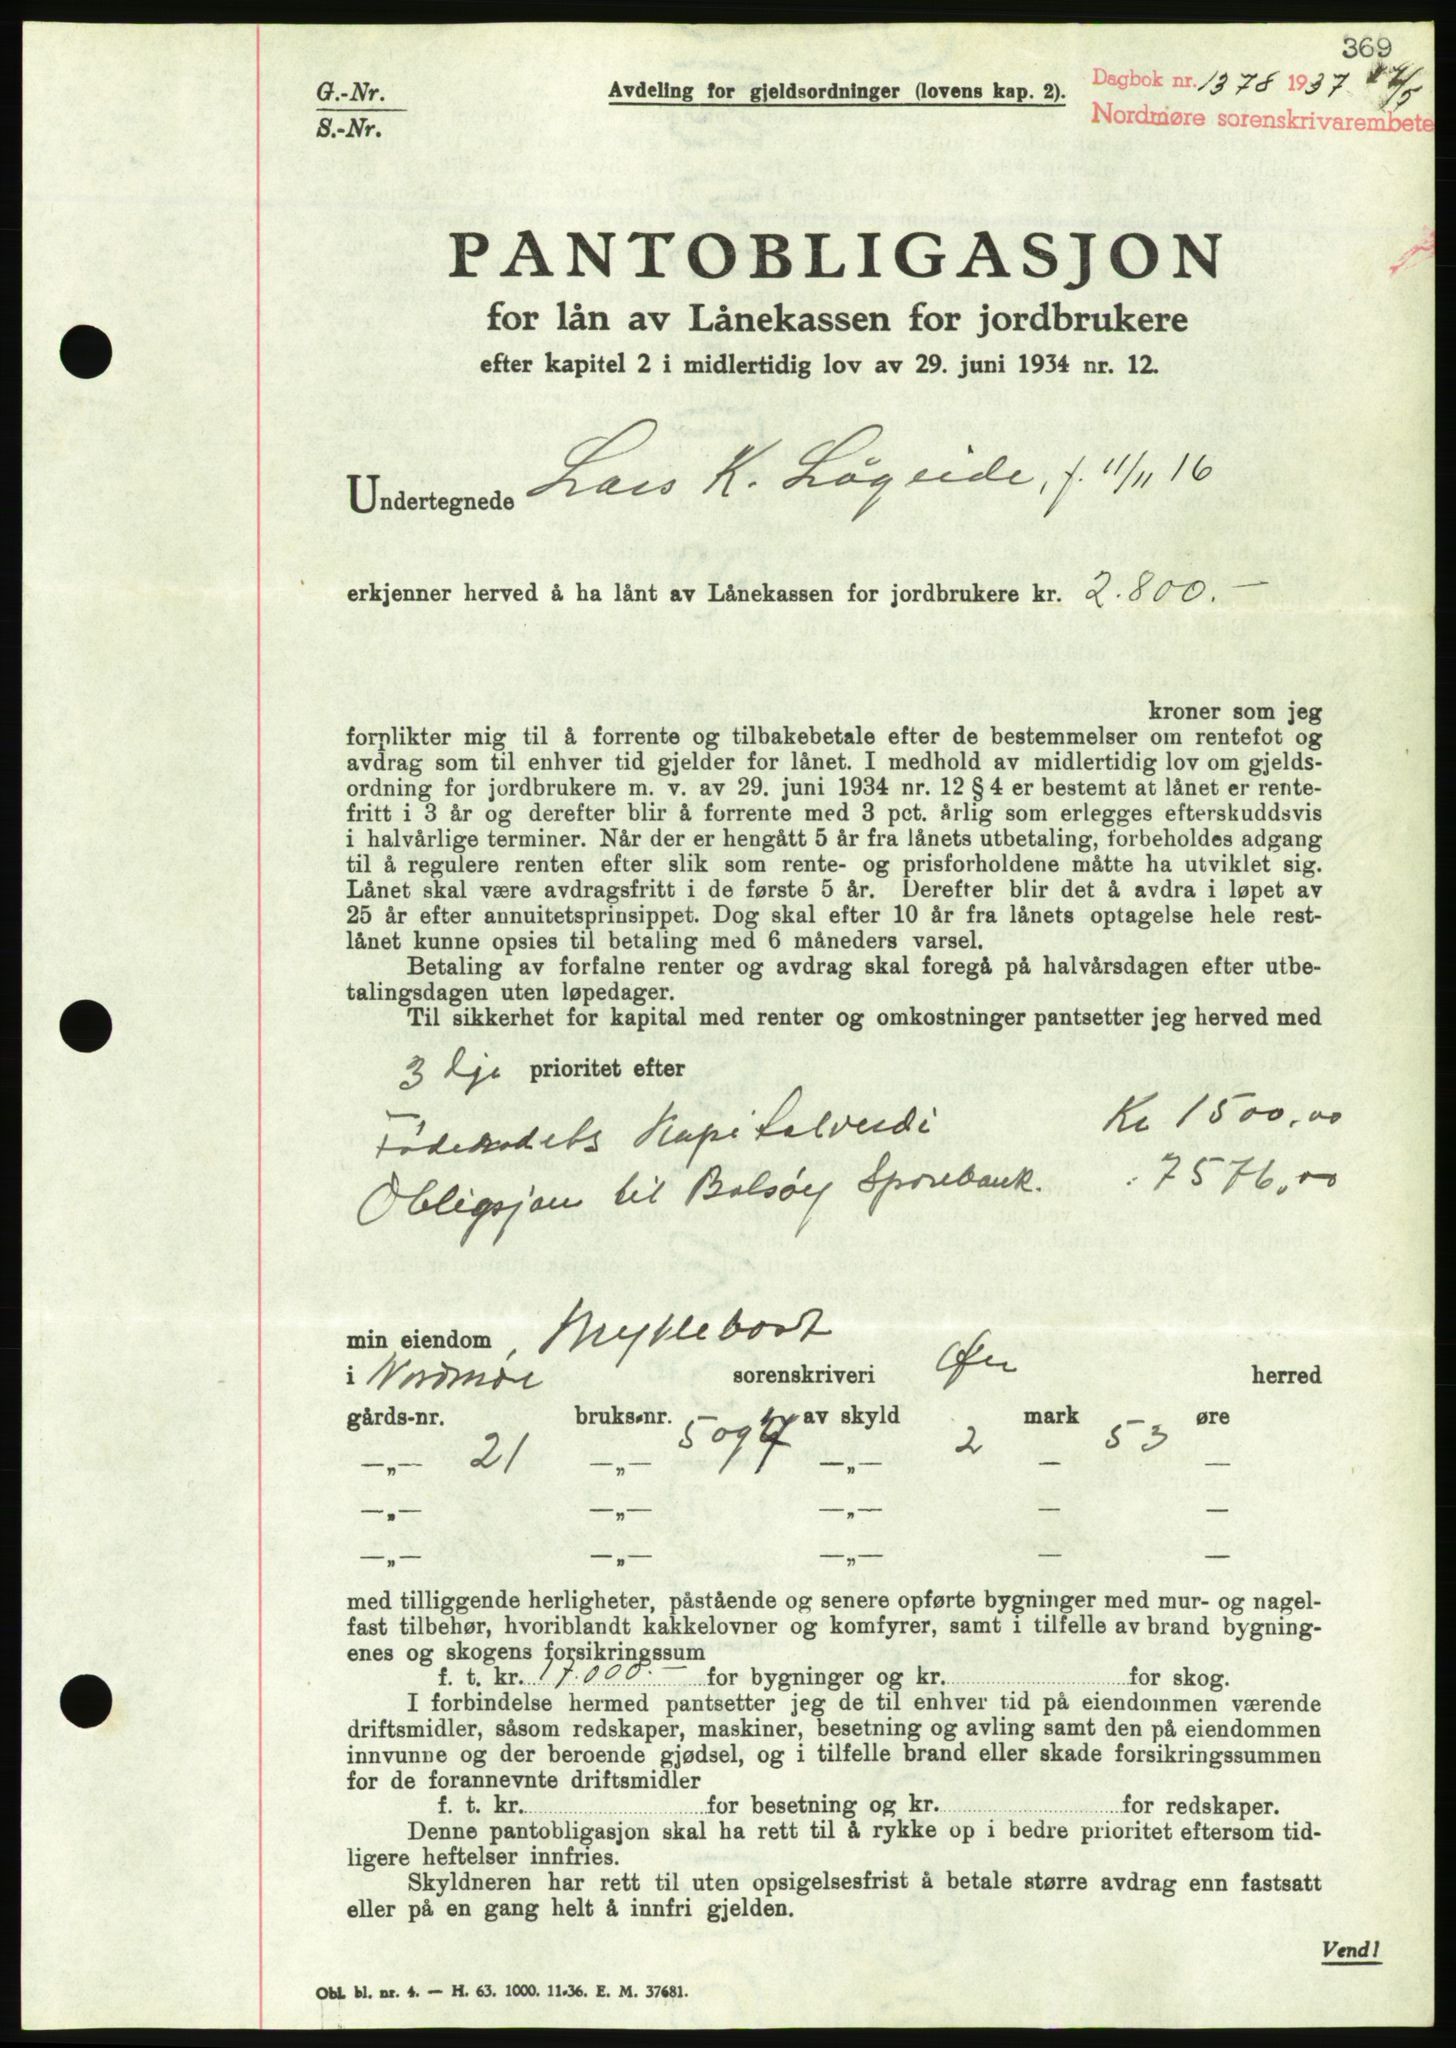 369
G.-Nr.
S.-Nr.
Avdeling for gjeldsordninger (lovens kap. 2).
Dagbok nr. 1378 1937
Nordmøre sorenskrivarembete
PANTOBLIGASJON
for lån av Lånekassen for jordbrukere
efter kapitel 2 i midlertidig lov av 29. juni 1934 nr. 12.
Undertegnede Lars K. Løgeide, f. 11/11 16
erkjenner herved å ha lånt av Lånekassen for jordbrukere kr. 2.800.—
kroner som jeg
forplikter mig til å forrente og tilbakebetale efter de bestemmelser om rentefot og
avdrag som til enhver tid gjelder for lånet. I medhold av midlertidig lov om gjelds-
ordning for jordbrukere m. v. av 29. juni 1934 nr. 12 § 4 er bestemt at lånet er rente-
fritt i 3 år og derefter blir å forrente med 3 pct. årlig som erlegges efterskuddsvis
i halvårlige terminer. Når der er hengått 5 år fra lånets utbetaling, forbeholdes adgang
til å regulere renten efter slik som rente- og prisforholdene måtte ha utviklet sig.
Lånet skal være avdragsfritt i de første 5 år. Derefter blir det å avdra i løpet av
25 år efter annuitetsprinsippet. Dog skal efter 10 år fra lånets optagelse hele rest-
lånet kunne opsies til betaling med 6 måneders varsel.
Betaling av forfalne renter og avdrag skal foregå på halvårsdagen efter utbe-
talingsdagen uten løpedager.
Til sikkerhet for kapital med renter og omkostninger pantsetter jeg herved med
3 dje prioritet efter
Føderådets Kapitalverdi Kr 1500,00
Obligsjon til Bolsøy Sparebank. " 7576,00
min eiendom, Myklebost
i Nordmøre sorenskriveri Øre herred
gårds-nr. bruks-nr. av skyld mark øre
—„— 21 —„— 5 og —„— 2 — 53 —
—„— —„— —„— — —
—„— —„— —„— — —
med tilliggende herligheter, påstående og senere opførte bygninger med mur- og nagel-
fast tilbehør, hvoriblandt kakkelovner og komfyrer, samt i tilfelle av brand bygning-
enes og skogens forsikringssum
f. t. kr. 17.000.— for bygninger og kr. for skog.
I forbindelse hermed pantsetter jeg de til enhver tid på eiendommen værende
driftsmidler, såsom redskaper, maskiner, besetning og avling samt den på eiendommen
innvunne og der beroende gjødsel, og i tilfelle brand eller skade forsikringssummen
for de forannevnte driftsmidler
f. t. kr. for besetning og kr. for redskaper.
Denne pantobligasjon skal ha rett til å rykke op i bedre prioritet eftersom tid-
ligere heftelser innfries.
Skyldneren har rett til uten opsigelsesfrist å betale større avdrag enn fastsatt
eller på en gang helt å innfri gjelden.
Vend!
Obl. bl. nr. 4. — H. 63. 1000. 11-36. E. M. 37681.